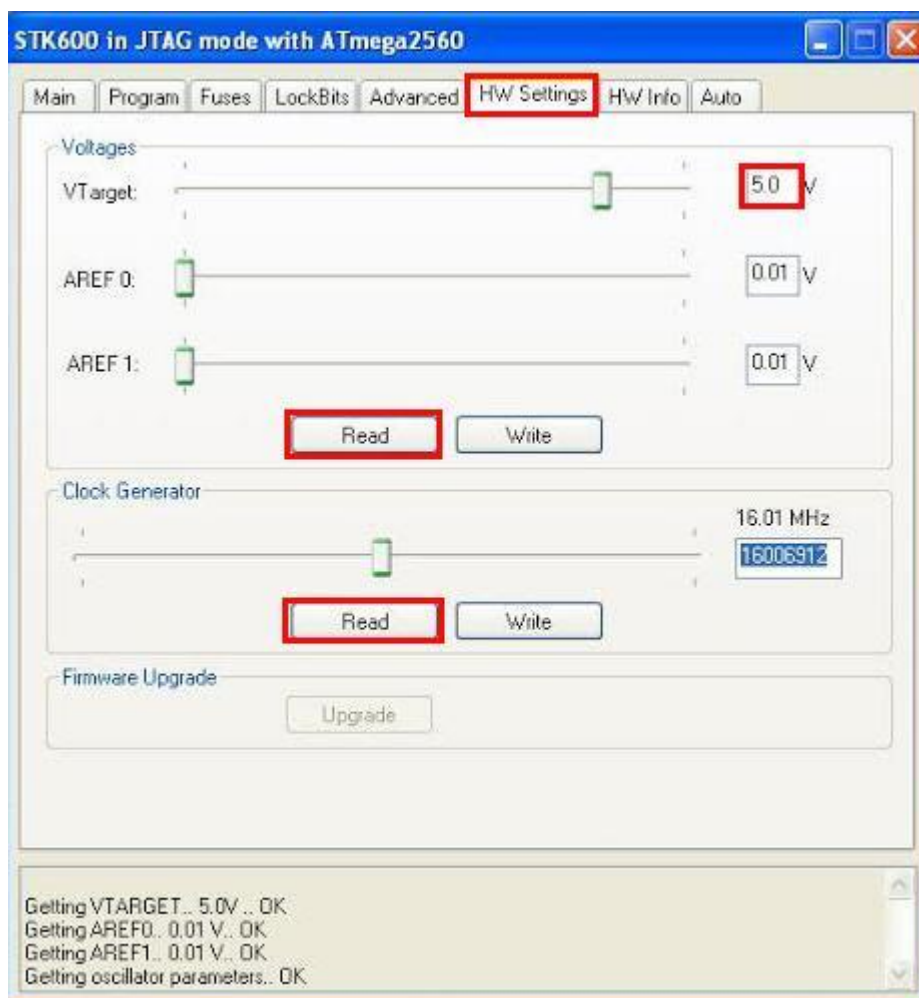 STK600 in JTAG mode with ATmega2560
Main Program Fuses LockBits Advanced HW Settings HW Info Auto
Voltages
VTarget: 5.0 V
AREF 0: 0.01 V
AREF 1: 0.01 V
Read Write
Clock Generator
16.01 MHz
16006912
Read Write
Firmware Upgrade
Upgrade
Getting VTARGET.. 5.0V .. OK
Getting AREF0.. 0.01 V.. OK
Getting AREF1.. 0.01 V.. OK
Getting oscillator parameters.. OK